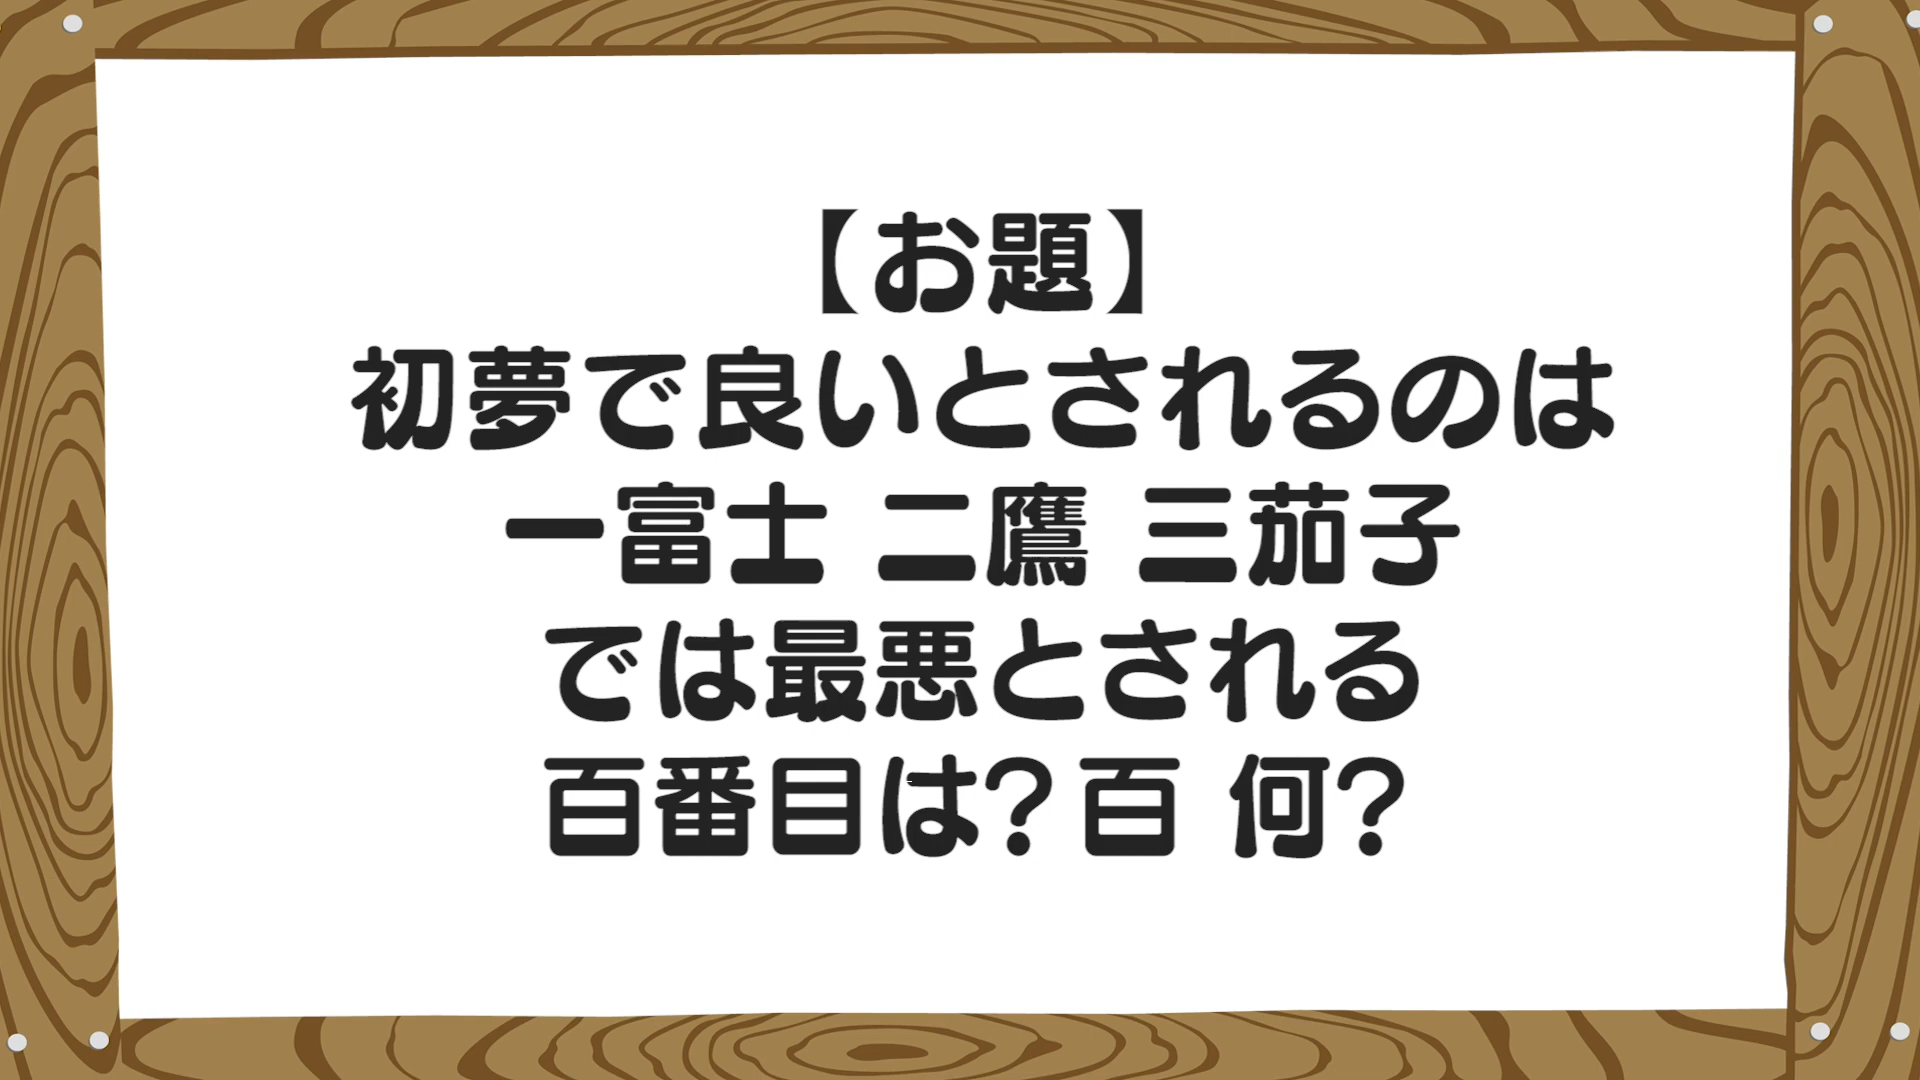 【お題】
初夢で良いとされるのは
一富士 二鷹 三茄子
では最悪とされる
百番目は?百 何?